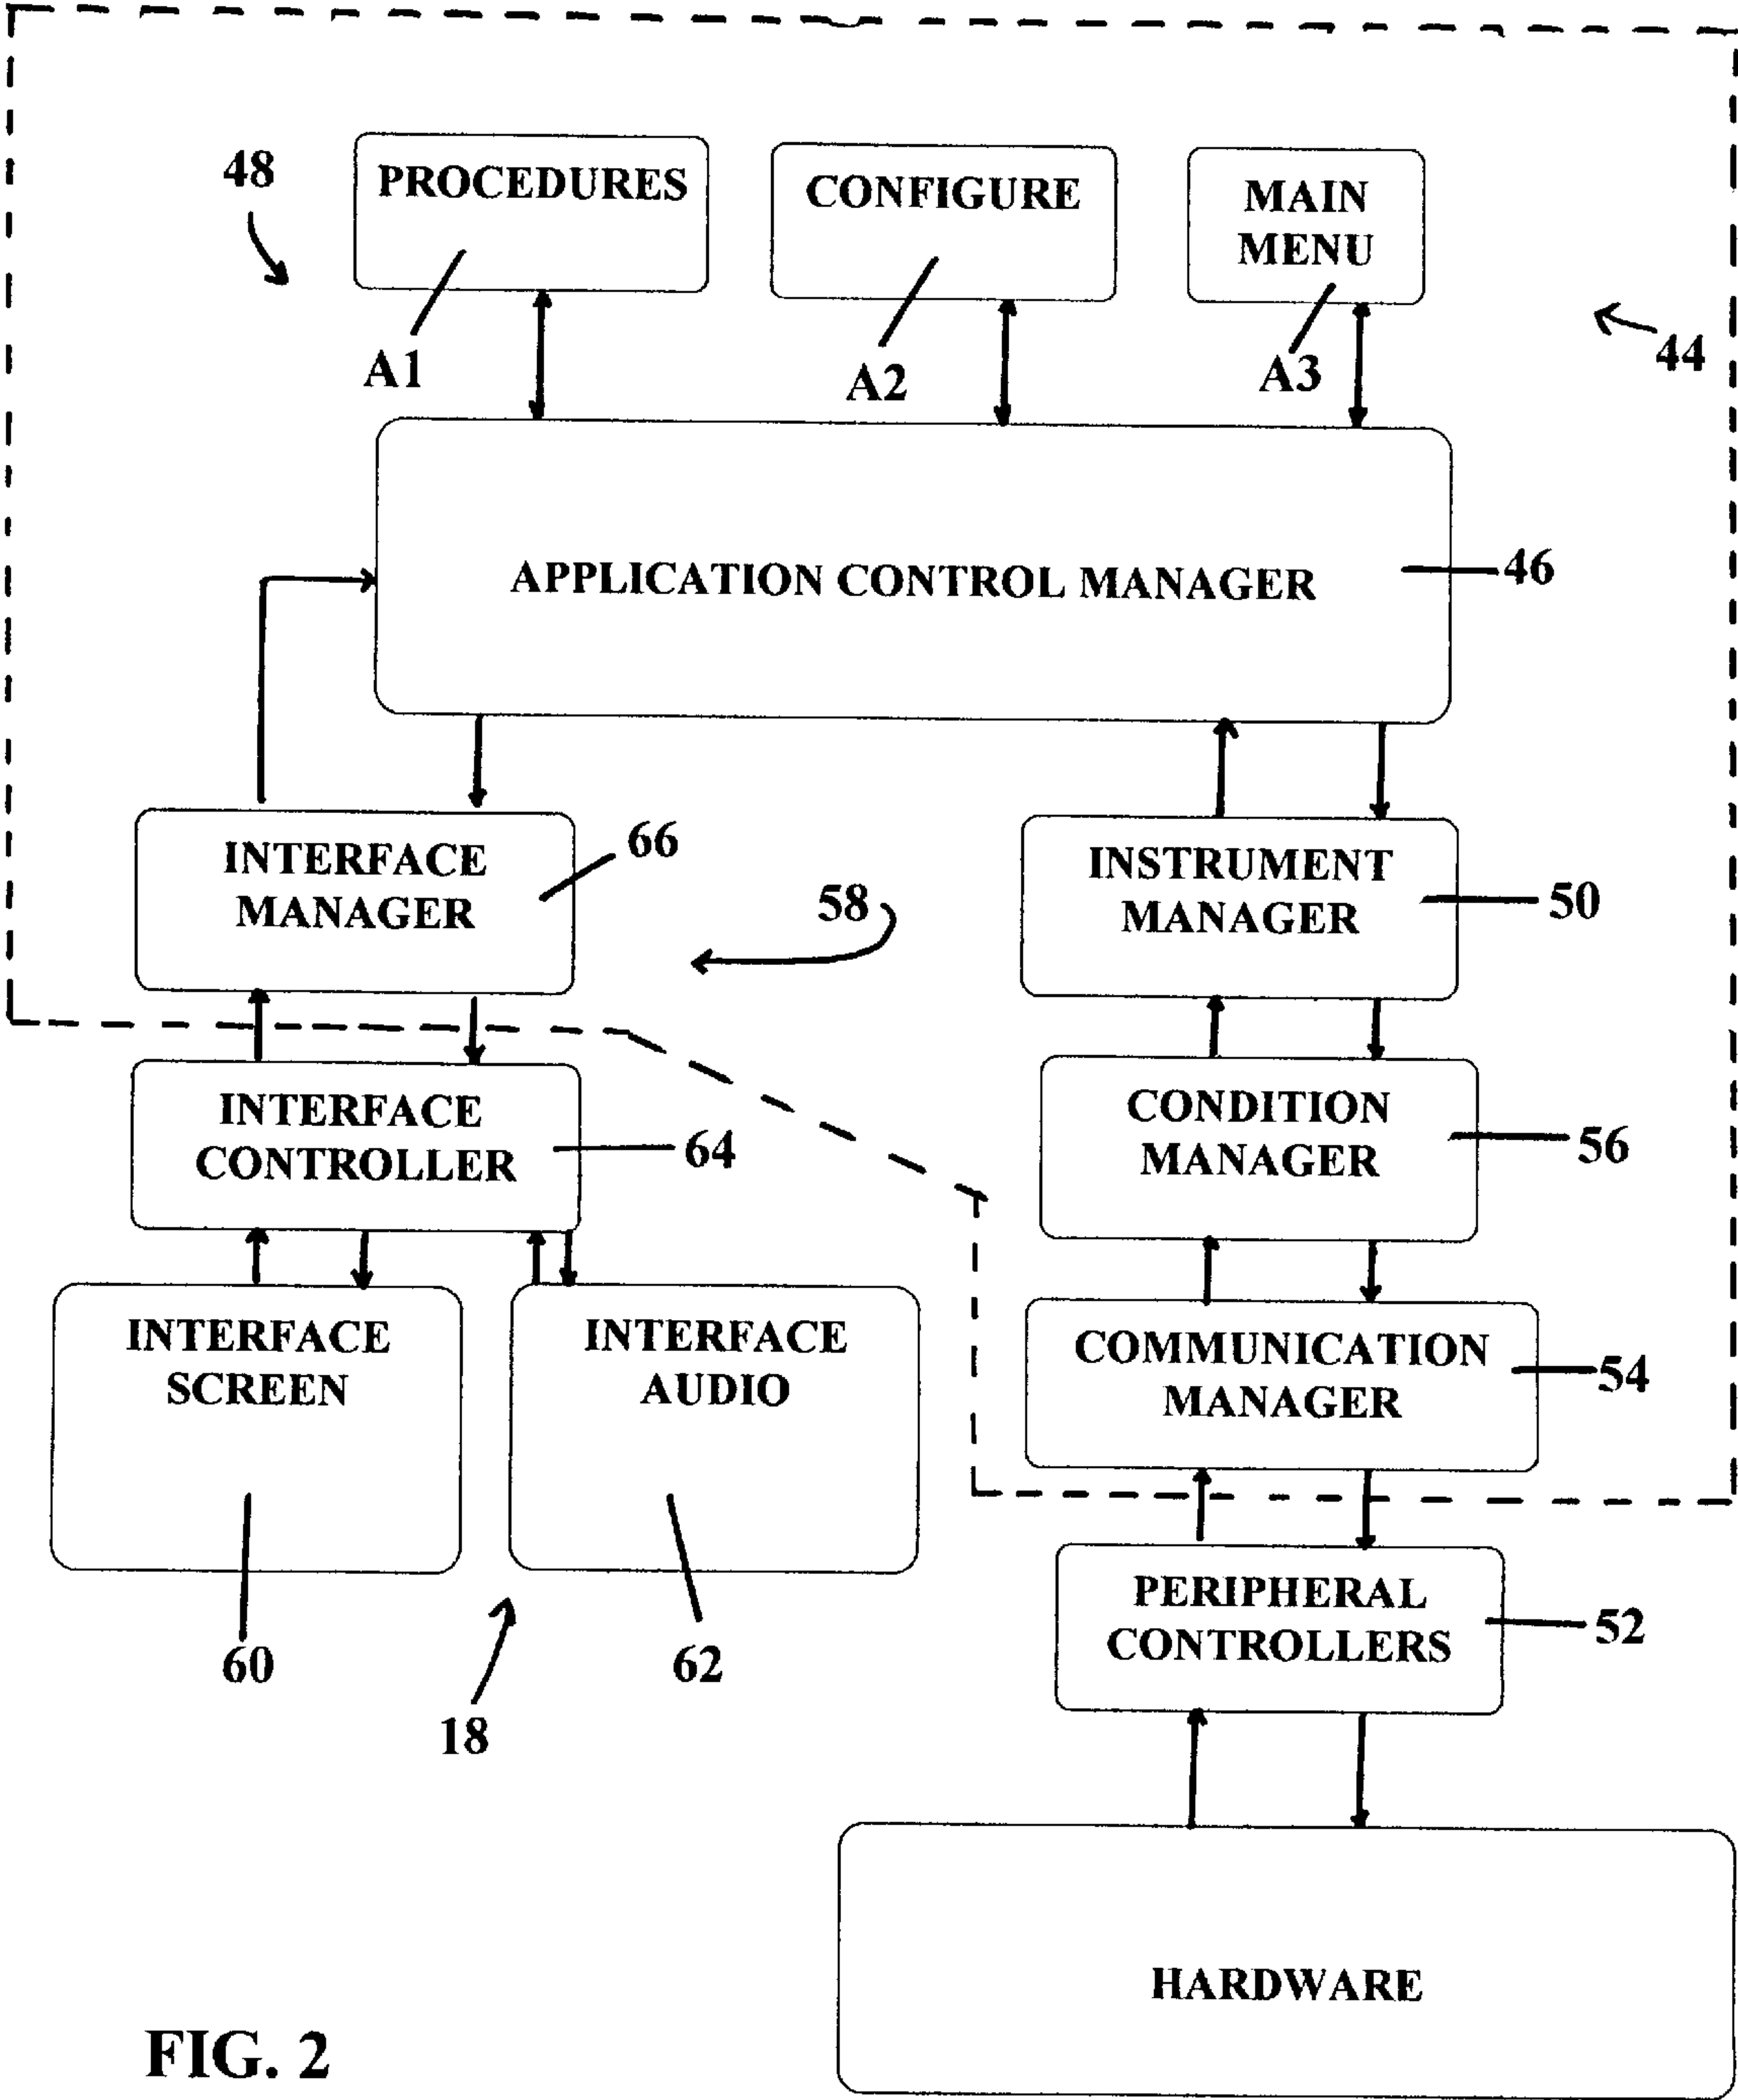 48
PROCEDURES
CONFIGURE
MAIN
MENU
44
A1
A2
A3
APPLICATION CONTROL MANAGER
46
INTERFACE
MANAGER
66
58
INSTRUMENT
MANAGER
50
INTERFACE
CONTROLLER
64
CONDITION
MANAGER
56
INTERFACE
SCREEN
INTERFACE
AUDIO
COMMUNICATION
MANAGER
54
60
62
18
PERIPHERAL
CONTROLLERS
52
HARDWARE
FIG. 2